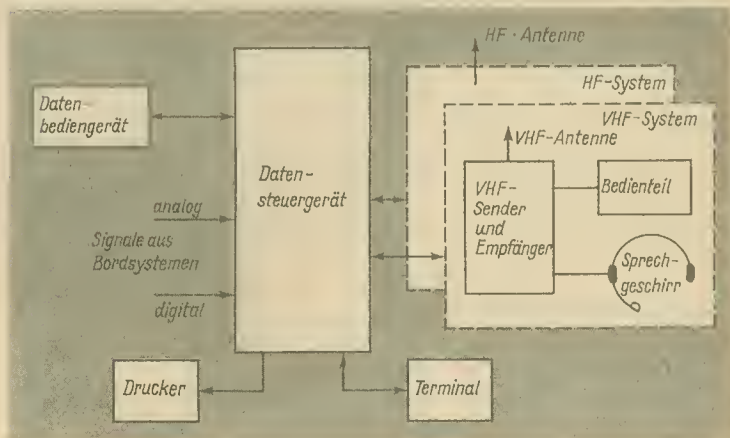 HF-Antenne
HF-System
Daten-
bediengerät
VHF-System
VHF-Antenne
Daten-
steuergerät
VHF-
Sender
und
Empfänger
Bedienteil
analog
Signale aus
Bordsystemen
digital
Sprech-
geschirr
Drucker
Terminal